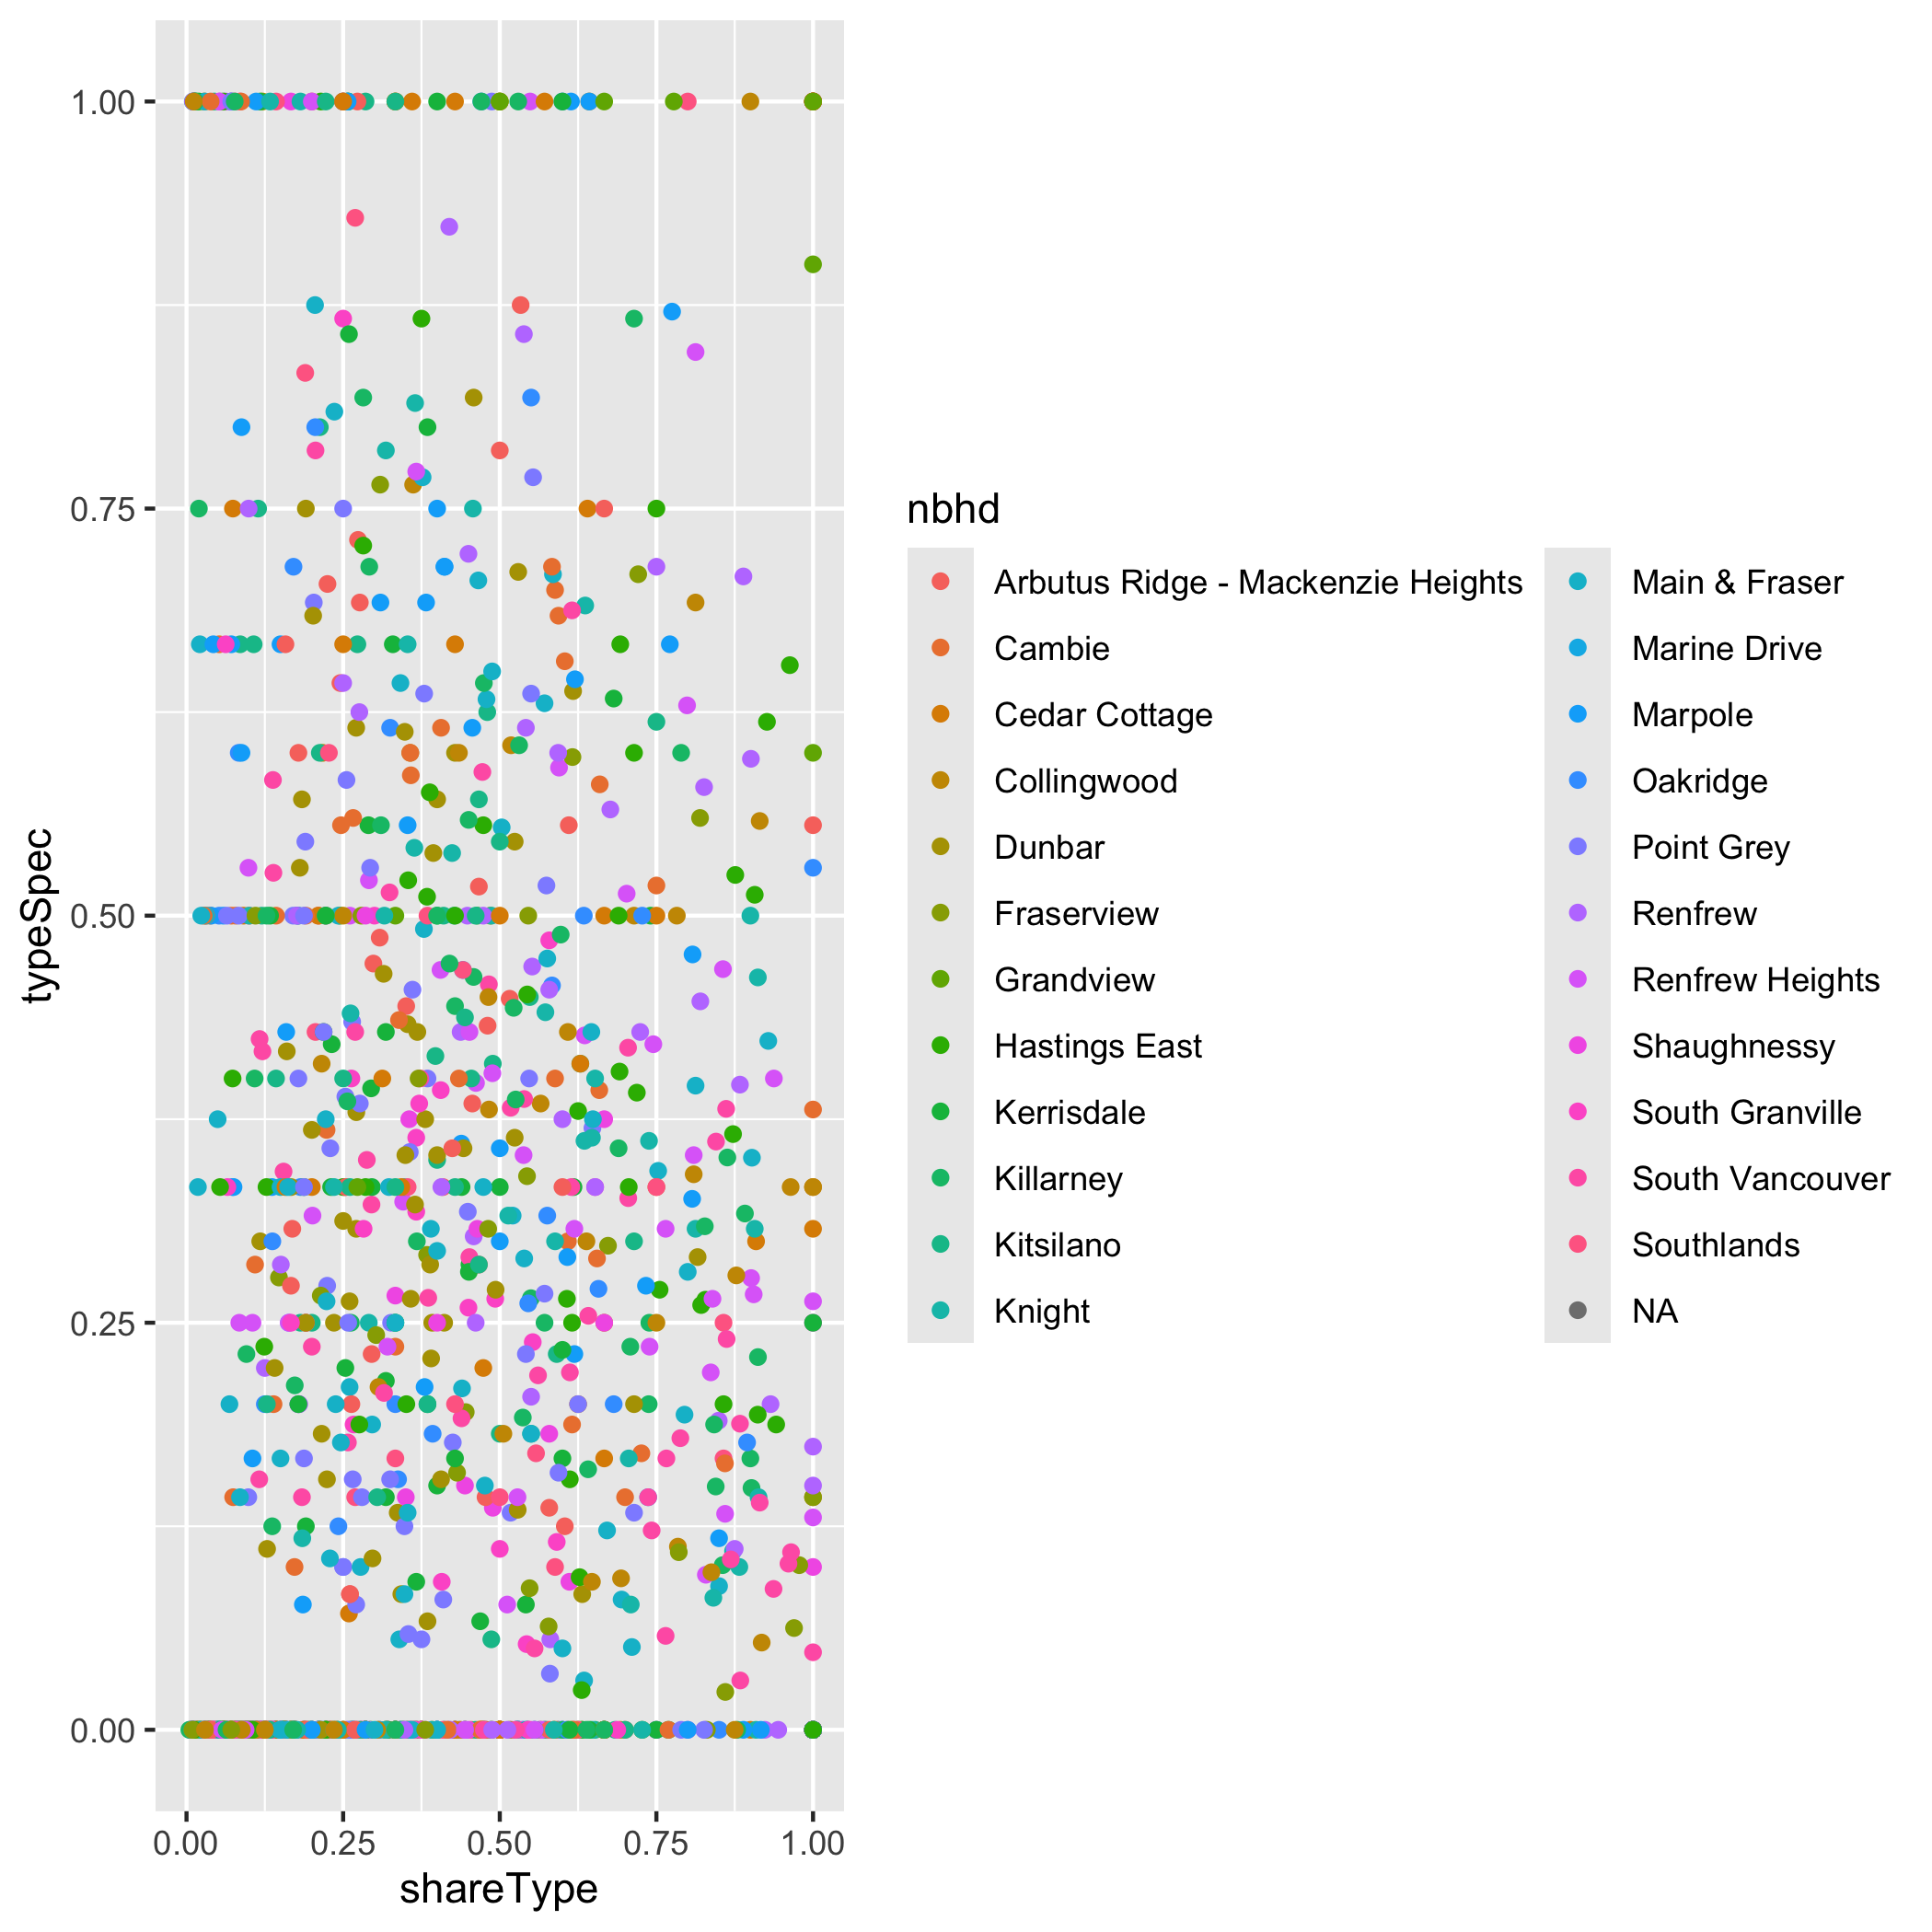 1.00
0.75
0.50
0.25
0.00
typeSpec
0.00 0.25 0.50 0.75 1.00
shareType
nbhd
Arbutus Ridge - Mackenzie Heights
Cambie
Cedar Cottage
Collingwood
Dunbar
Fraserview
Grandview
Hastings East
Kerrisdale
Killarney
Kitsilano
Knight
Main & Fraser
Marine Drive
Marpole
Oakridge
Point Grey
Renfrew
Renfrew Heights
Shaughnessy
South Granville
South Vancouver
Southlands
NA